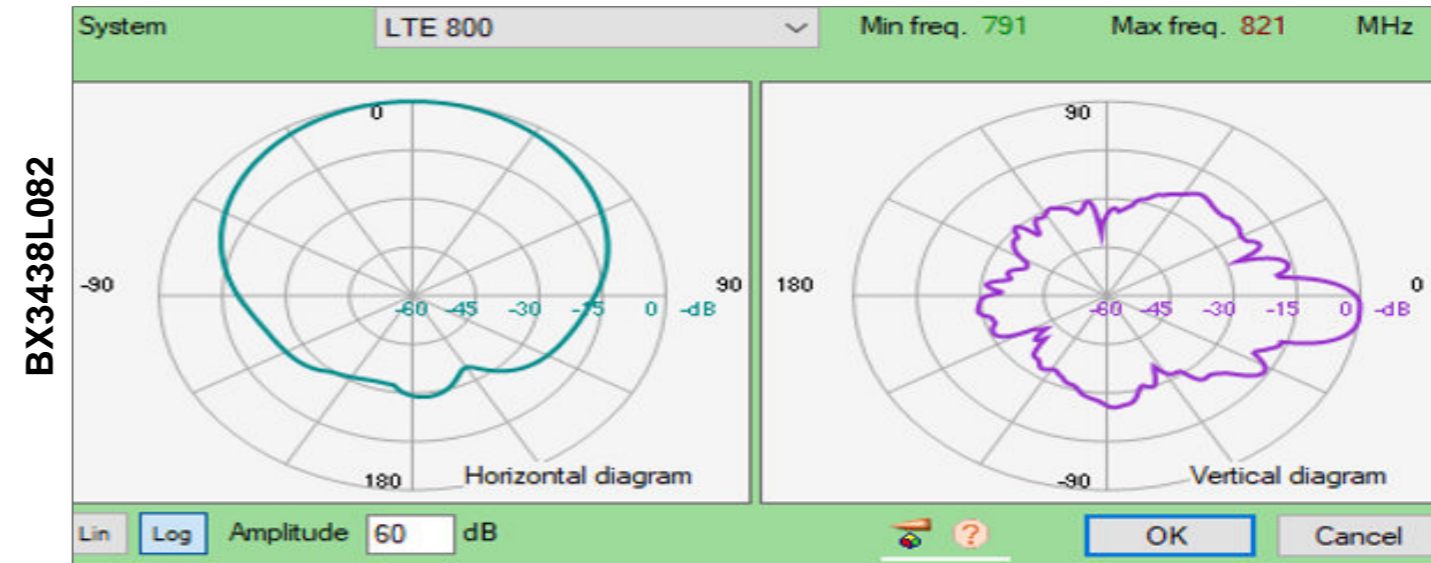 BX3438L082
System LTE 800 Min freq. 791 Max freq. 821 MHz
0
-90 90
-60 -45 -30 -15 0 -dB
180 Horizontal diagram
90
180 0
-60 -45 -30 -15 0 -dB
-90 Vertical diagram
Lin Log Amplitude 60 dB ? OK Cancel